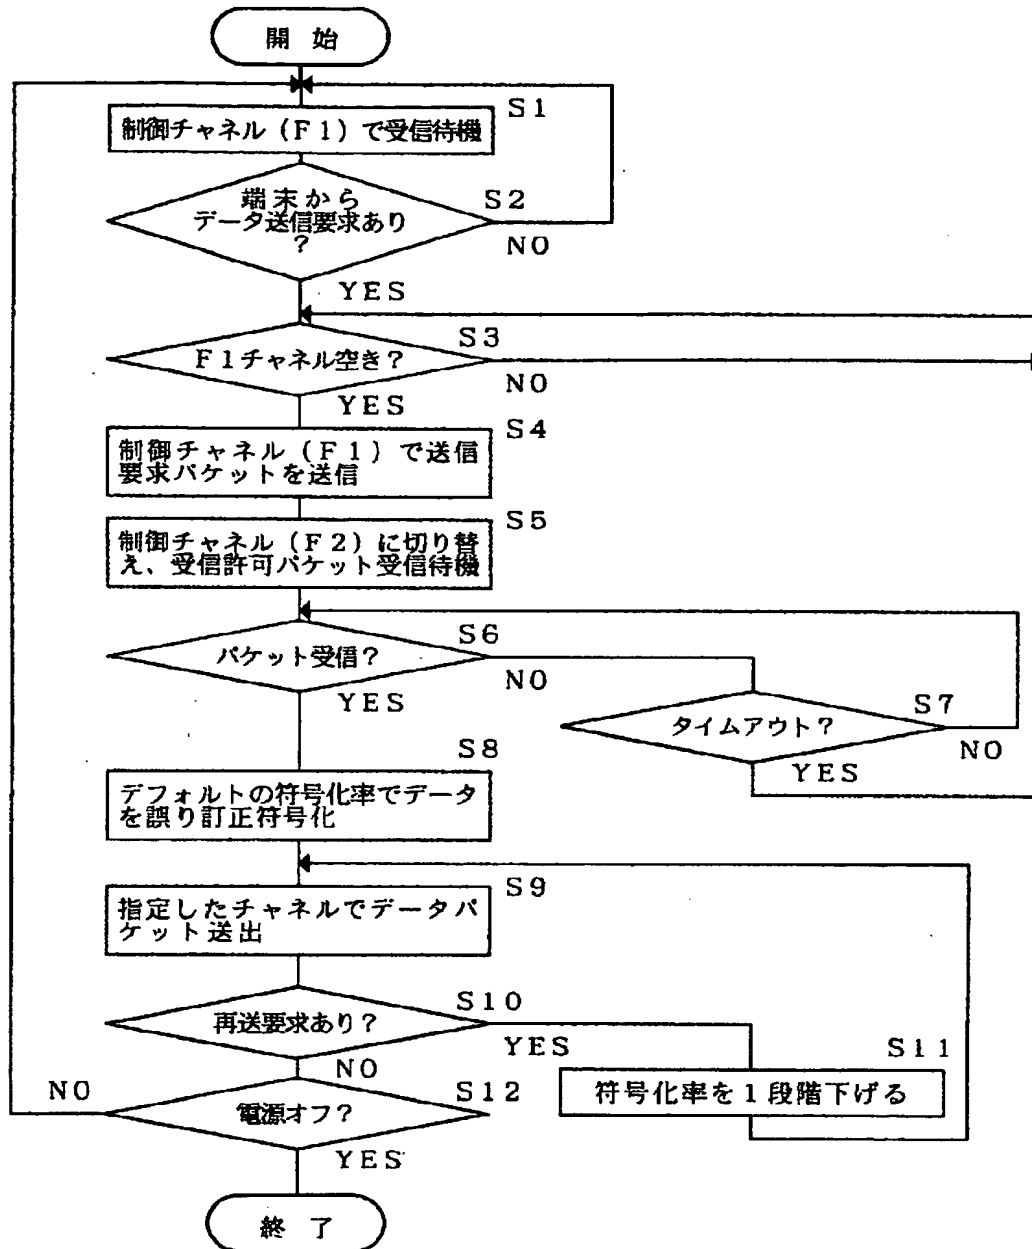 開 始
S1
制御チャネル（F1）で受信待機
端末から
データ送信要求あり
?
S2
NO
YES
S3
F1チャネル空き?
NO
YES
S4
制御チャネル（F1）で送信
要求パケットを送信
S5
制御チャネル（F2）に切り替
え、受信許可パケット受信待機
S6
パケット受信?
NO
YES
S7
タイムアウト?
NO
YES
S8
デフォルトの符号化率でデータ
を誤り訂正符号化
S9
指定したチャネルでデータパ
ケット送出
S10
再送要求あり?
YES
S11
NO
符号化率を1段階下げる
NO
S12
電源オフ?
YES
終 了